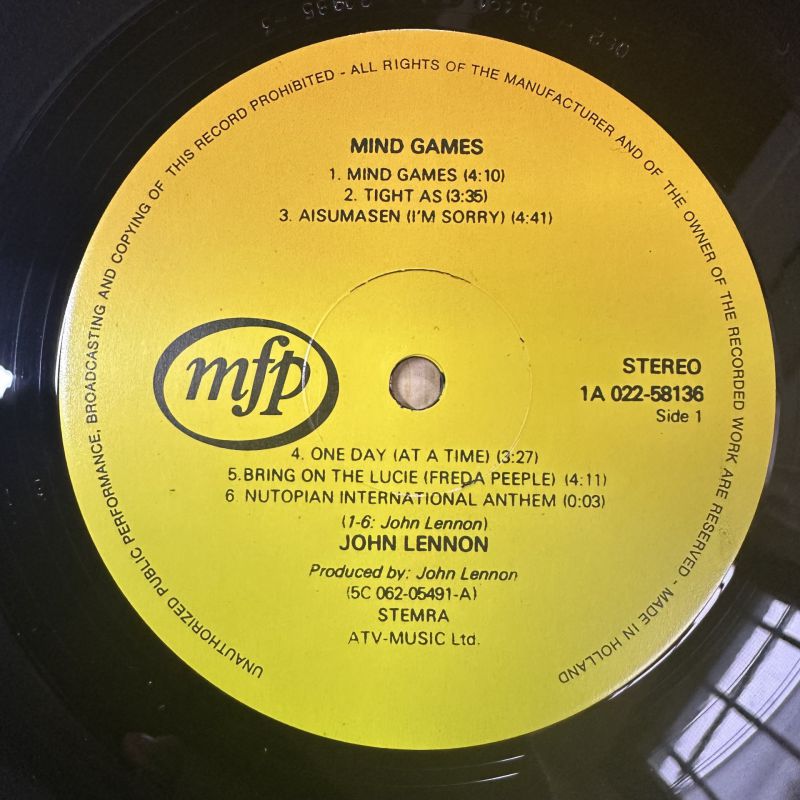 UNAUTHORIZED PUBLIC PERFORMANCE, BROADCASTING AND COPYING OF THIS RECORD PROHIBITED - ALL RIGHTS OF THE MANUFACTURER AND OF THE OWNER OF THE RECORDED WORK ARE RESERVED - MADE IN HOLLAND
MIND GAMES
1. MIND GAMES (4:10)
2. TIGHT AS (3:35)
3. AISUMASEN (I'M SORRY) (4:41)
mfp
STEREO
1A 022-58136
Side 1
4. ONE DAY (AT A TIME) (3:27)
5. BRING ON THE LUCIE (FREDA PEEPLE) (4:11)
6 NUTOPIAN INTERNATIONAL ANTHEM (0:03)
(1-6: John Lennon)
JOHN LENNON
Produced by: John Lennon
(5C 062-05491-A)
STEMRA
ATV-MUSIC Ltd.